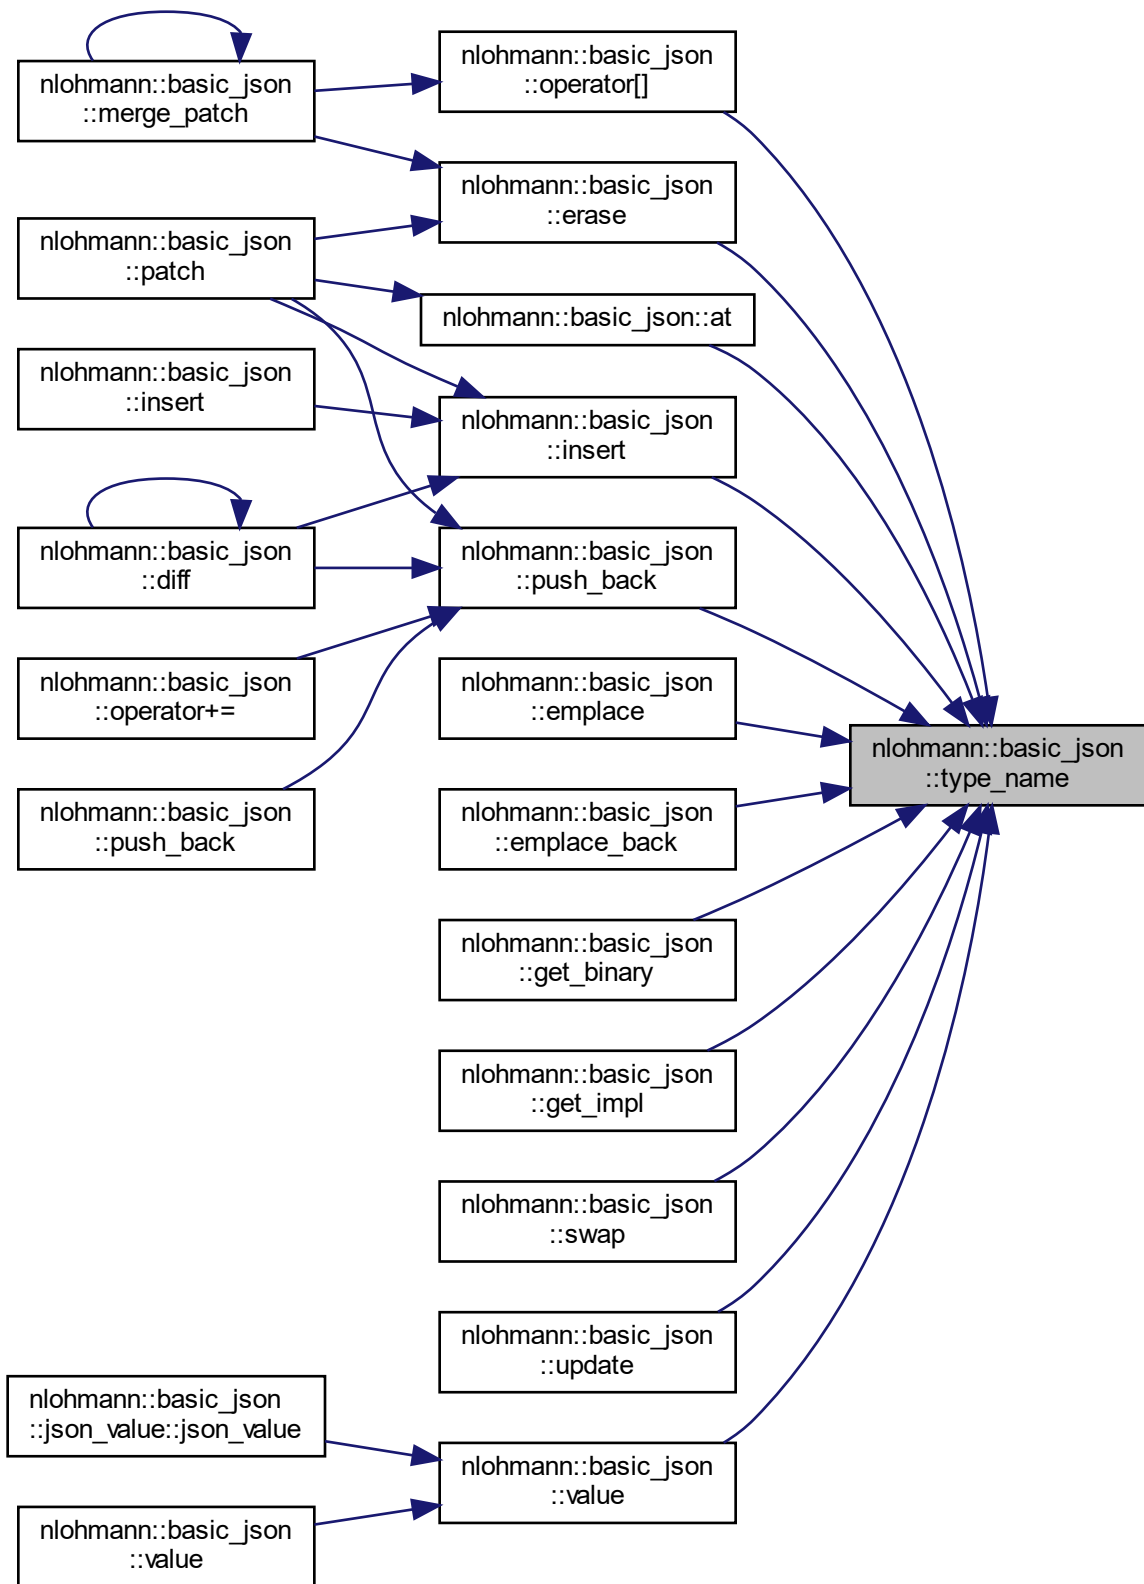 nlohmann::basic_json
::merge_patch
nlohmann::basic_json
::patch
nlohmann::basic_json
::insert
nlohmann::basic_json
::diff
nlohmann::basic_json
::operator+=
nlohmann::basic_json
::push_back
nlohmann::basic_json
::json_value::json_value
nlohmann::basic_json
::value
nlohmann::basic_json
::operator[]
nlohmann::basic_json
::erase
nlohmann::basic_json::at
nlohmann::basic_json
::insert
nlohmann::basic_json
::push_back
nlohmann::basic_json
::emplace
nlohmann::basic_json
::emplace_back
nlohmann::basic_json
::get_binary
nlohmann::basic_json
::get_impl
nlohmann::basic_json
::swap
nlohmann::basic_json
::update
nlohmann::basic_json
::value
nlohmann::basic_json
::type_name